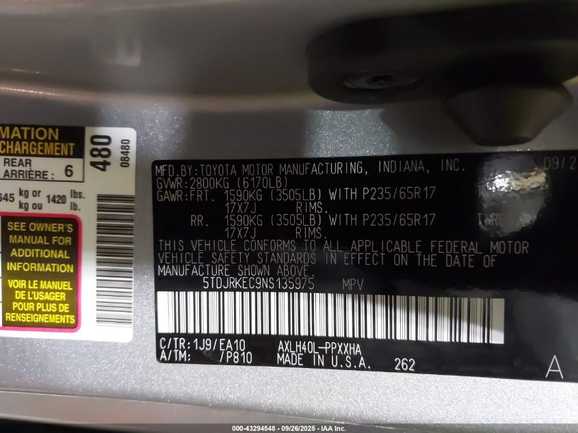 MATION
CHARGEMENT
REAR
ARRIÈRE: 6
645 kg or 1420 lbs.
kg ou lb.
480
08480
SEE OWNER'S
MANUAL FOR
ADDITIONAL
INFORMATION
VOIR LE MANUEL
DE L'USAGER
POUR PLUS DE
RENSEIGNEMENTS
MFD.BY:TOYOTA MOTOR MANUFACTURING, INDIANA, INC. 09/2
GVWR:2800KG (6170LB)
GAWR:FRT. 1590KG (3505LB) WITH P235/65R17
17X7J RIMS.
RR. 1590KG (3505LB) WITH P235/65R17
17X7J RIMS.
THIS VEHICLE CONFORMS TO ALL APPLICABLE FEDERAL MOTOR
VEHICLE SAFETY STANDARDS IN EFFECT ON THE DATE OF
MANUFACTURE SHOWN ABOVE.
5TDJRKEC9NS135975 MPV
C/TR:1J9/EA10 AXLH40L-PPXXHA
A/TM: /P810 MADE IN U.S.A. 262
A
000-43294548 - 09/26/2025 - IAA Inc.